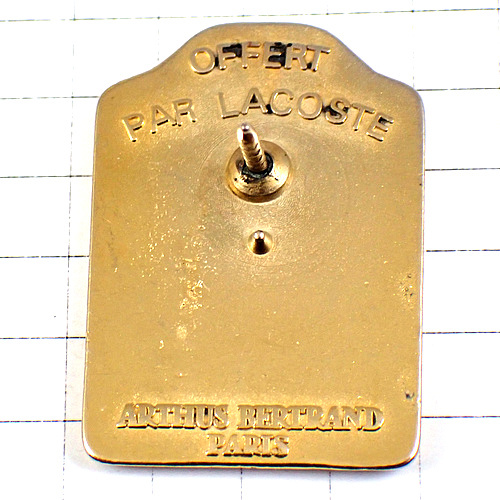 OFFERT
PAR LACOSTE
ARTHUS BERTRAND
PARIS